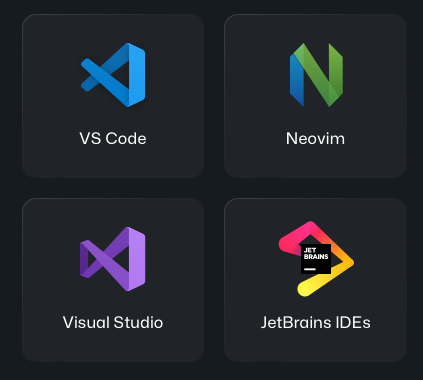 VS Code
Neovim
Visual Studio
JET
BRAINS
JetBrains IDEs